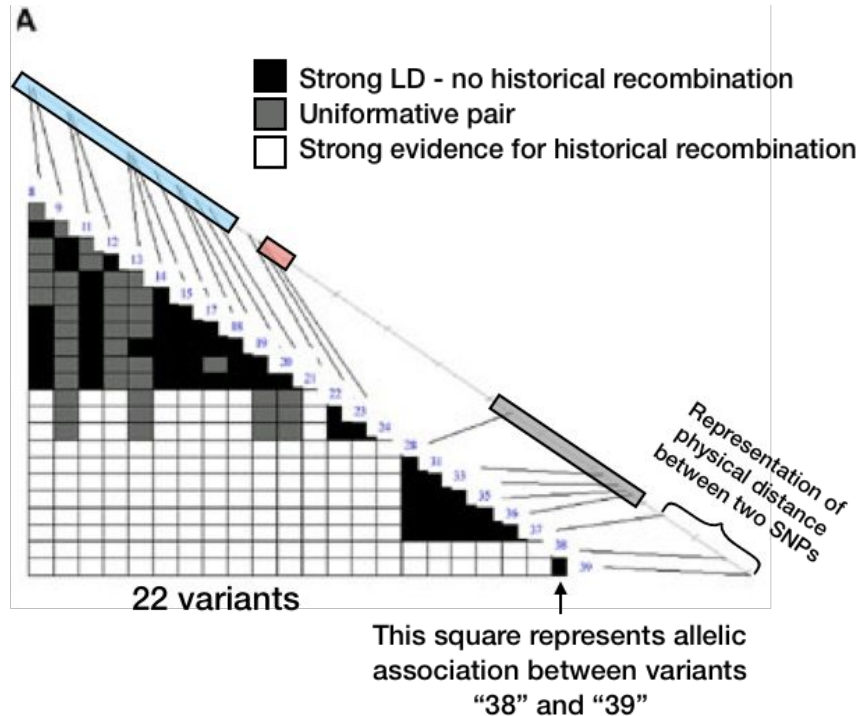 A
Strong LD - no historical recombination
Uniformative pair
Strong evidence for historical recombination
8
9
11
12
13
14
15
17
18
19
20
21
22
23
24
28
31
33
35
36
37
38
39
Representation of
physical distance
between two SNPs
22 variants
This square represents allelic
association between variants
“38” and “39”